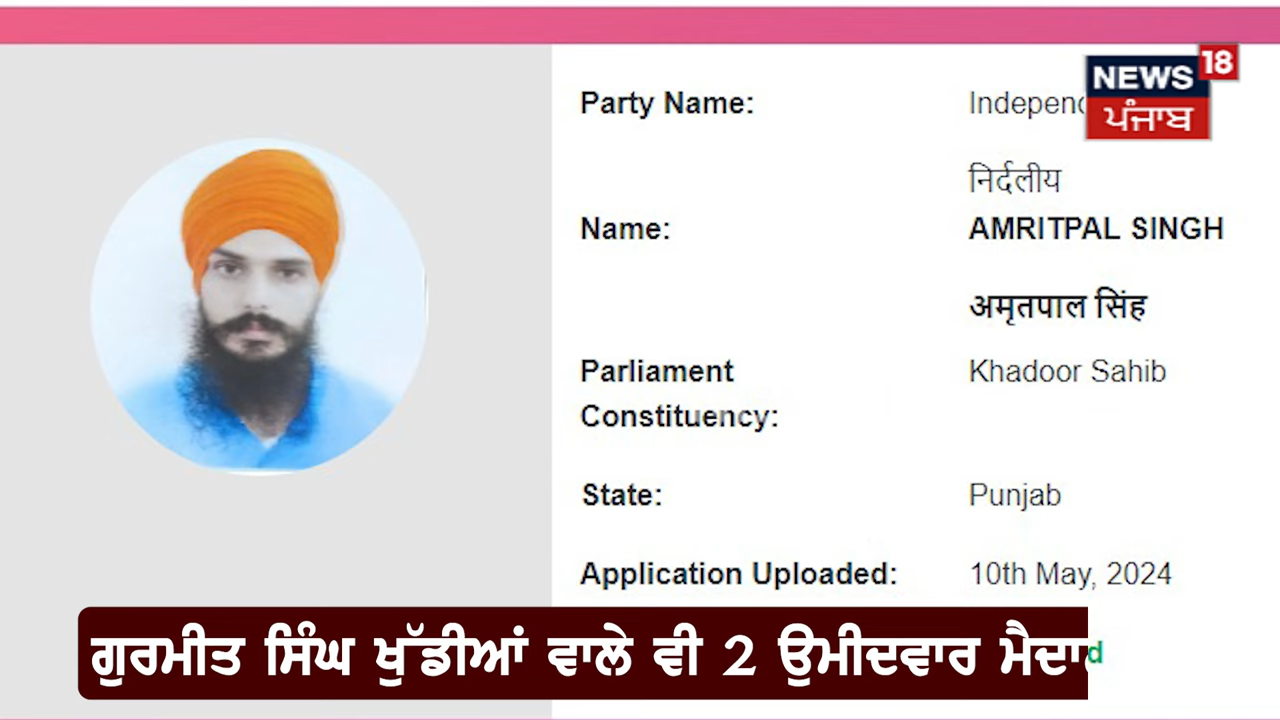 NEWS 18
ਪੰਜਾਬ
Party Name:
निर्दलीय
Name: AMRITPAL SINGH
अमृतपाल सिंह
Parliament Khadoor Sahib
Constituency:
State: Punjab
Application Uploaded: 10th May, 2024
ਗੁਰਮੀਤ ਸਿੰਘ ਖੁੱਡੀਆਂ ਵਾਲੇ ਵੀ 2 ਉਮੀਦਵਾਰ